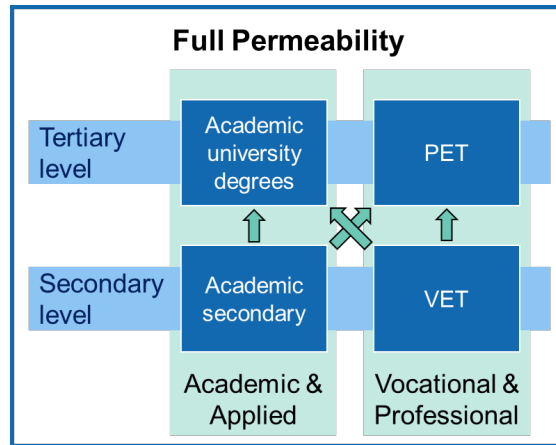 Full Permeability
Tertiary
level
Academic
university
degrees
PET
Secondary
level
Academic
secondary
VET
Academic &
Applied
Vocational &
Professional